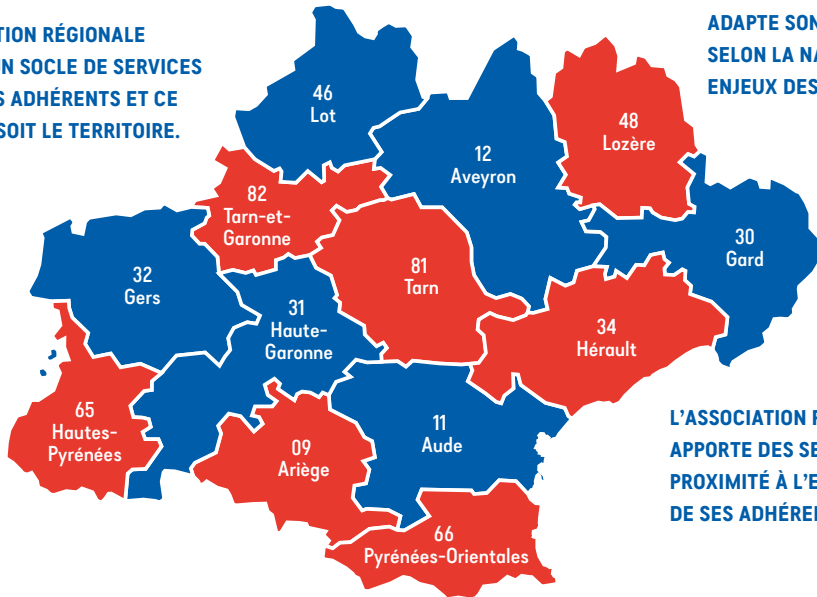 TION RÉGIONALE
N SOCLE DE SERVICES
S ADHÉRENTS ET CE
SOIT LE TERRITOIRE.
ADAPTE SON
SELON LA NA
ENJEUX DES
46
Lot
12
Aveyron
48
Lozère
82
Tarn-et-
Garonne
30
Gard
32
Gers
81
Tarn
31
Haute-
Garonne
34
Hérault
65
Hautes-
Pyrénées
11
Aude
09
Ariège
66
Pyrénées-Orientales
L'ASSOCIATION
APPORTE DES SE
PROXIMITÉ À L'E
DE SES ADHÉRE